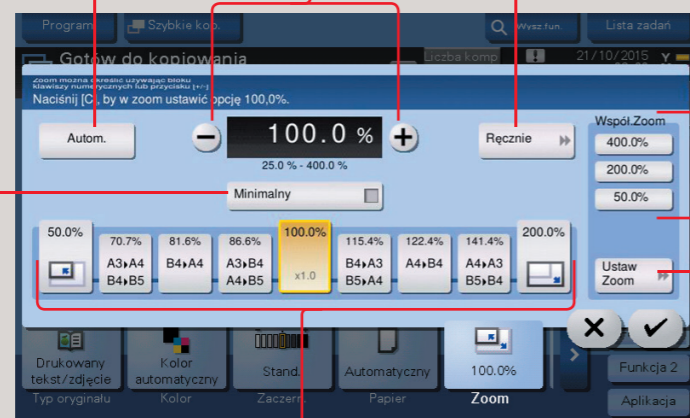 Program
Szybkie kop.
Wysz.fun.
Lista zadań
Gotów do kopiowania
Liczba komp
21/10/2015
Y
Zoom można określić używając bloku
klawiszy numerycznych lub przycisku [+/-]
Naciśnij [C], by w zoom ustawić opcję 100,0%.
Autom.
−
100.0 %
+
Ręcznie
25.0 % - 400.0 %
Minimalny
Współ.Zoom
400.0%
200.0%
50.0%
Ustaw
Zoom
50.0%
70.7%
A3▸A4
B4▸B5
81.6%
B4▸A4
86.6%
A3▸B4
A4▸B5
100.0%
x1.0
115.4%
B4▸A3
B5▸A4
122.4%
A4▸B4
141.4%
A4▸A3
B5▸B4
200.0%
Drukowany
tekst/zdjęcie
Typ oryginału
Kolor
automatyczny
Kolor
Stand.
Zaczern.
Automatyczny
Papier
100.0%
Zoom
Funkcja 2
Aplikacja